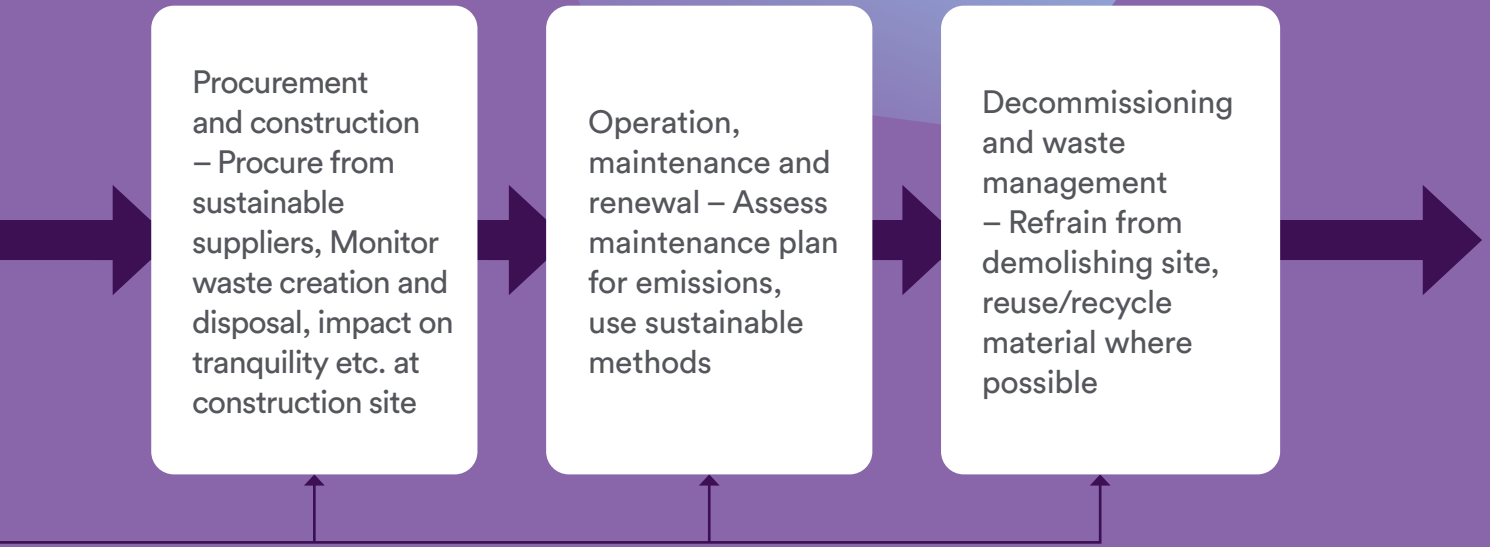 Procurement
and construction
– Procure from
sustainable
suppliers, Monitor
waste creation and
disposal, impact on
tranquility etc. at
construction site
Operation,
maintenance and
renewal – Assess
maintenance plan
for emissions,
use sustainable
methods
Decommissioning
and waste
management
– Refrain from
demolishing site,
reuse/recycle
material where
possible